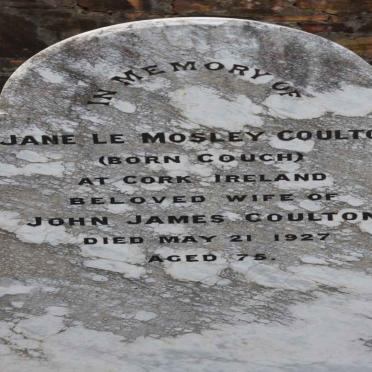 IN MEMORY OF
JANE LE MOSLEY COULTO
(BORN COUCH)
AT CORK IRELAND
BELOVED WIFE OF
JOHN JAMES COULTON
DIED MAY 21 1927
AGED 75.